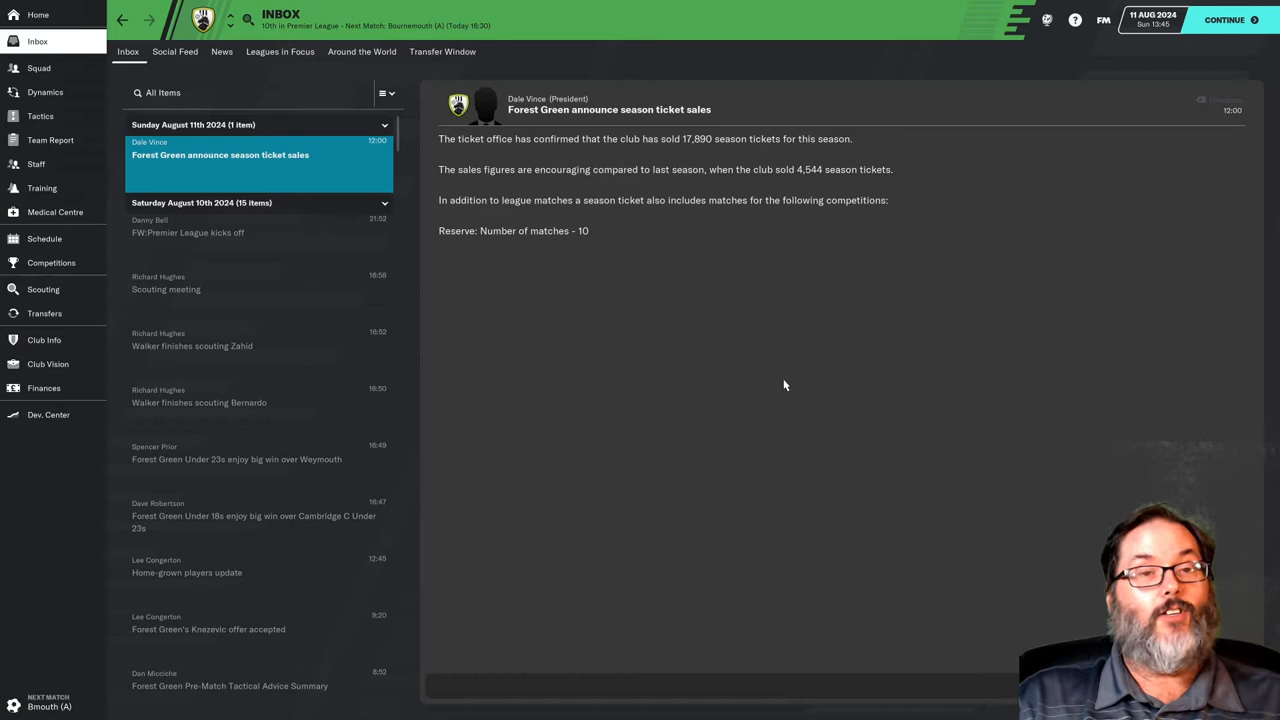 Home
Inbox
Squad
Dynamics
Tactics
Team Report
Staff
Training
Medical Centre
Schedule
Competitions
Scouting
Transfers
Club Info
Club Vision
Finances
Dev. Center
NEXT MATCH
Bmouth (A)
INBOX
10th in Premier League - Next Match: Bournemouth (A) (Today 16:30)
?
FM
11 AUG 2024
Sun 13:45
CONTINUE
Inbox
Social Feed
News
Leagues in Focus
Around the World
Transfer Window
All Items
Sunday August 11th 2024 (1 item)
Dale Vince 12:00
Forest Green announce season ticket sales
Saturday August 10th 2024 (15 items)
Danny Bell 21:52
FW:Premier League kicks off
Richard Hughes 16:58
Scouting meeting
Richard Hughes 16:52
Walker finishes scouting Zahid
Richard Hughes 16:50
Walker finishes scouting Bernardo
Spencer Prior 16:49
Forest Green Under 23s enjoy big win over Weymouth
Dave Robertson 16:47
Forest Green Under 18s enjoy big win over Cambridge C Under
23s
Lee Congerton 12:45
Home-grown players update
Lee Congerton 9:20
Forest Green's Knezevic offer accepted
Dan Micciche 8:52
Forest Green Pre-Match Tactical Advice Summary
Dale Vince (President)
Forest Green announce season ticket sales
12:00
The ticket office has confirmed that the club has sold 17,890 season tickets for this season.
The sales figures are encouraging compared to last season, when the club sold 4,544 season tickets.
In addition to league matches a season ticket also includes matches for the following competitions:
Reserve: Number of matches - 10